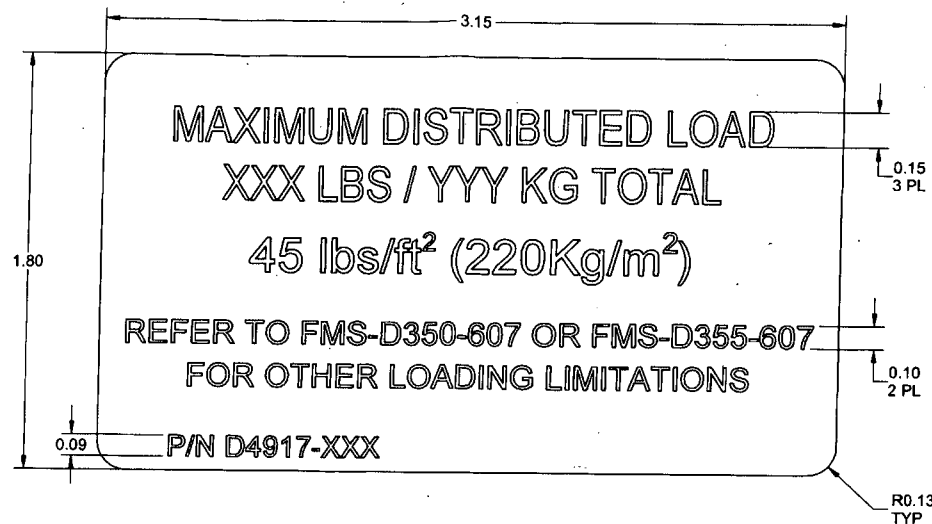 3.15
MAXIMUM DISTRIBUTED LOAD
XXX LBS / YYY KG TOTAL
45 lbs/ft² (220Kg/m²)
REFER TO FMS-D350-607 OR FMS-D355-607
FOR OTHER LOADING LIMITATIONS
P/N D4917-XXX
1.80
0.09
0.15
3 PL
0.10
2 PL
R0.13
TYP